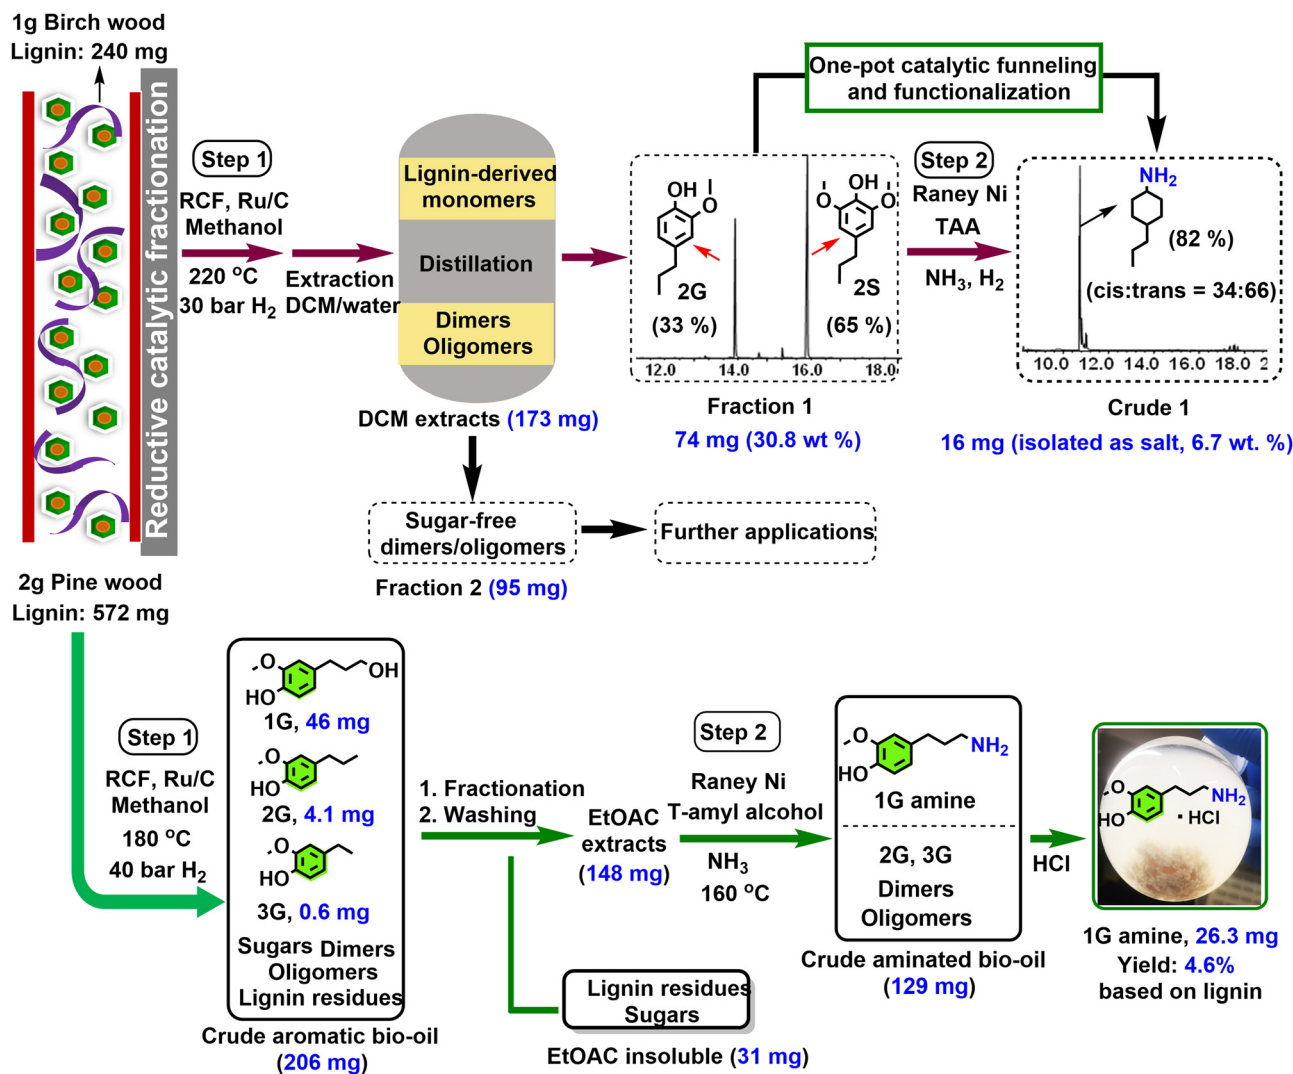 1g Birch wood
Lignin: 240 mg
Reductive catalytic fractionation
Step 1
RCF, Ru/C
Methanol
220 °C
30 bar H₂
Extraction
DCM/water
Lignin-derived
monomers
Distillation
Dimers
Oligomers
DCM extracts (173 mg)
One-pot catalytic funneling
and functionalization
OH
O
2G
(33 %)
OH
O
O
2S
(65 %)
12.0 14.0 16.0 18.0
Fraction 1
74 mg (30.8 wt %)
Step 2
Raney Ni
TAA
NH₃, H₂
NH₂
(82 %)
(cis:trans = 34:66)
10.0 12.0 14.0 16.0 18.0 2
Crude 1
16 mg (isolated as salt, 6.7 wt. %)
Sugar-free
dimers/oligomers
Further applications
Fraction 2 (95 mg)
2g Pine wood
Lignin: 572 mg
Step 1
RCF, Ru/C
Methanol
180 °C
40 bar H₂
O
HO
OH
1G, 46 mg
O
HO
2G, 4.1 mg
O
HO
3G, 0.6 mg
Sugars Dimers
Oligomers
Lignin residues
Crude aromatic bio-oil
(206 mg)
1. Fractionation
2. Washing
Lignin residues
Sugars
EtOAC insoluble (31 mg)
EtOAC
extracts
(148 mg)
Step 2
Raney Ni
T-amyl alcohol
NH₃
160 °C
O
HO
NH₂
1G amine
2G, 3G
Dimers
Oligomers
Crude aminated bio-oil
(129 mg)
HCl
O
HO
NH₂
· HCl
1G amine, 26.3 mg
Yield: 4.6%
based on lignin